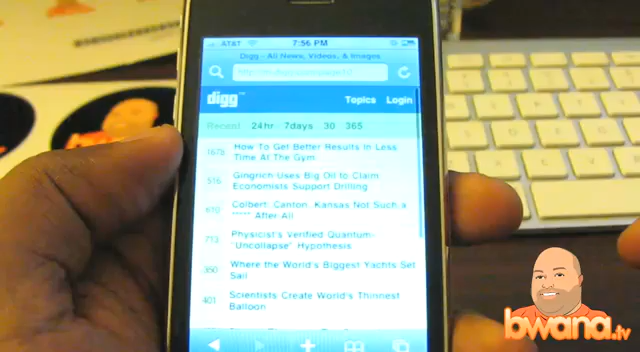 AT&T 7:56 PM
Digg - All News, Videos, & Images
digg
Topics Login
Recent 24hr 7days 30 365
1678 How To Get Better Results In Less
Time At The Gym
516 Gingrich Uses Big Oil to Claim
Economists Support Drilling
Colbert: Canton, Kansas Not Such a
***** After All
Physicist's Verified Quantum-
"Uncollapse" Hypothesis
Where the World's Biggest Yachts Set
Sail
401 Scientists Create World's Thinnest
Balloon
bwana.tv